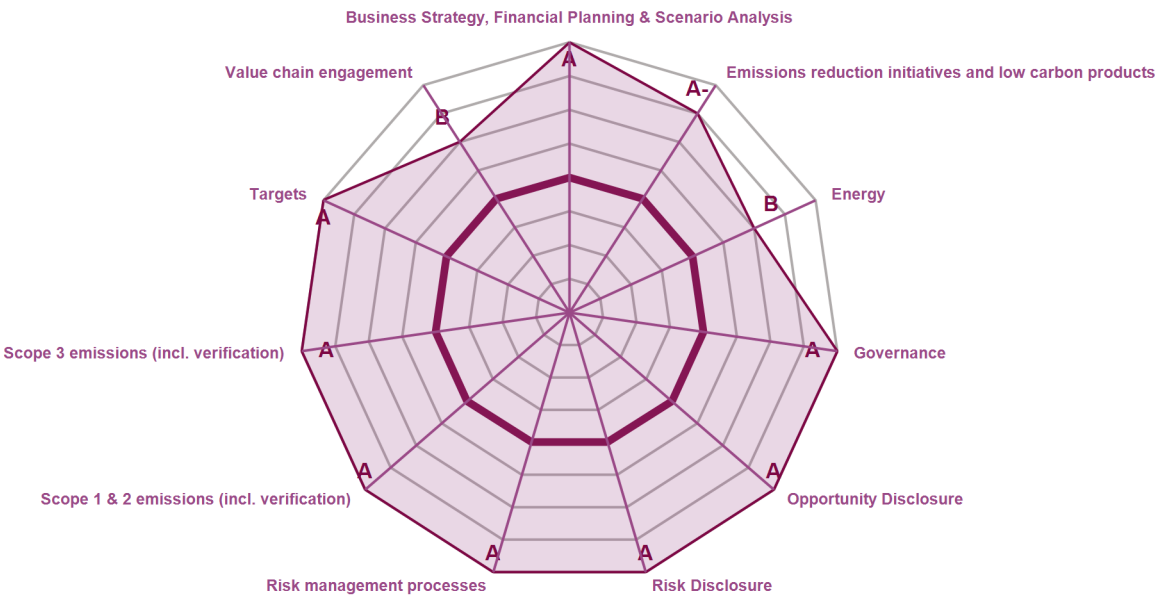 Business Strategy, Financial Planning & Scenario Analysis
A
Value chain engagement
B
Emissions reduction initiatives and low carbon products
A-
Targets
A
Energy
B
Scope 3 emissions (incl. verification)
A
Governance
A
Scope 1 & 2 emissions (incl. verification)
A
Opportunity Disclosure
A
Risk management processes
A
Risk Disclosure
A